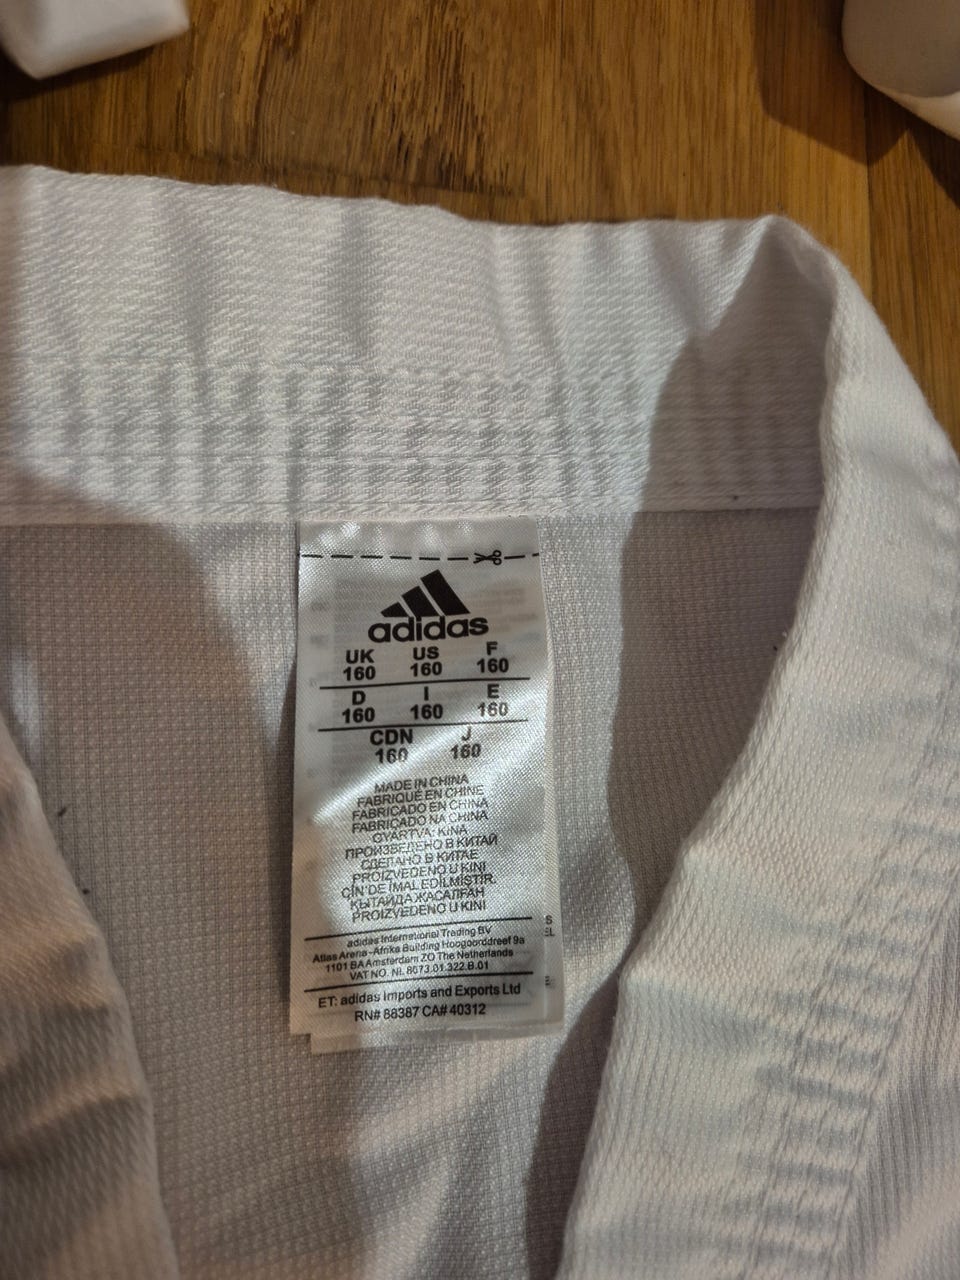 adidas
UK US F
160 160 160
D I E
160 160 160
CDN J
160 160
MADE IN CHINA
FABRIQUÉ EN CHINE
FABRICADO EN CHINA
FABRICADO NA CHINA
GYÁRTVA: KÍNA
ПРОИЗВЕДЕНО В КИТАЙ
СДЕЛАНО В КИТАЕ
PROIZVEDENO U KINI
ÇİN'DE İMAL EDİLMİŞTİR.
ҚЫТАЙДА ЖАСАЛҒАН
PROIZVEDENO U KINI
adidas International Trading BV
Atlas Arena-Afrika Building Hoogoorddreef 9a
1101 BA Amsterdam ZO The Netherlands
VAT NO. NL 8073.01.322.B.01
ET: adidas Imports and Exports Ltd
RN# 88387 CA# 40312